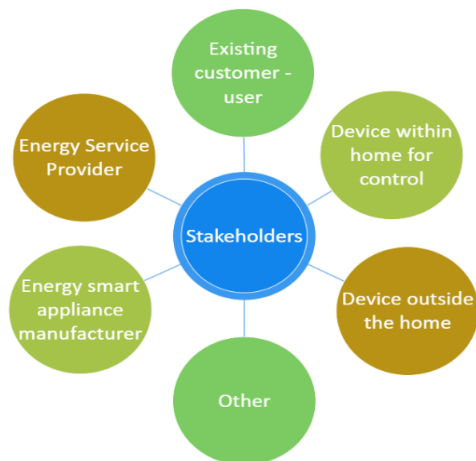 Existing
customer -
user
Device within
home for
control
Device outside
the home
Other
Energy smart
appliance
manufacturer
Energy Service
Provider
Stakeholders